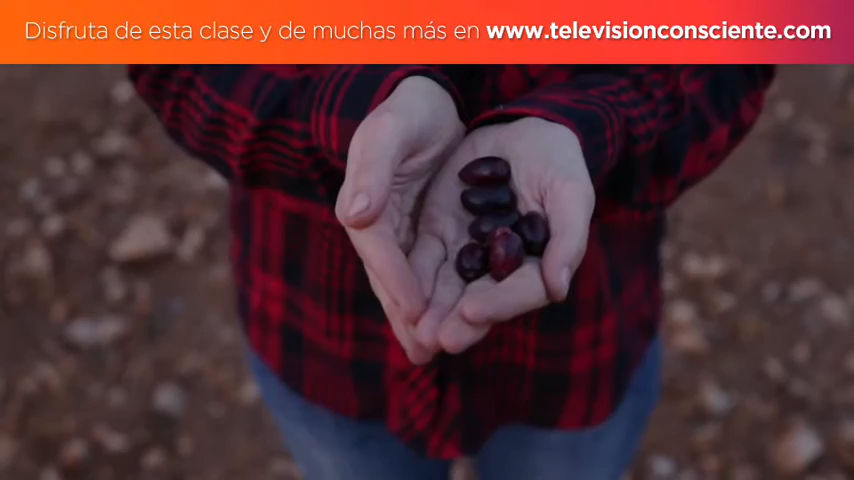 Disfruta de esta clase y de muchas más en www.televisionconsciente.com